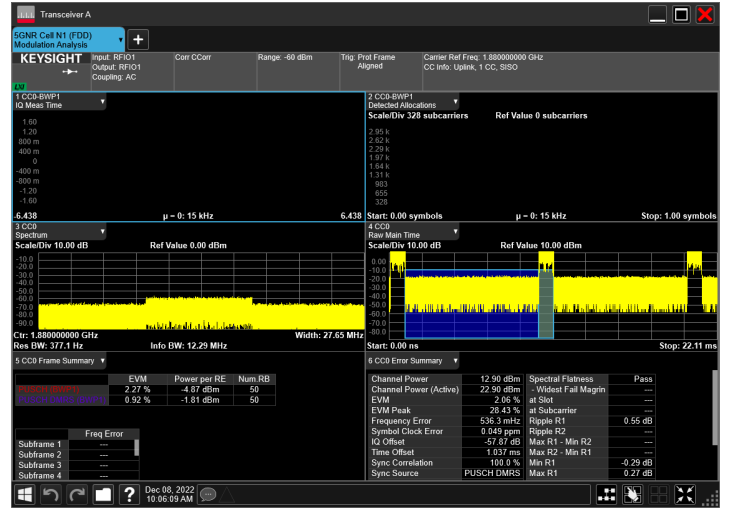 Transceiver A
5GNR Cell N1 (FDD)
Modulation Analysis
+
KEYSIGHT
LXI
Input: RFIO1
Output: RFIO1
Coupling: AC
Corr CCorr
Range: -60 dBm
Trig: Prot Frame
Aligned
Carrier Ref Freq: 1.880000000 GHz
CC Info: Uplink, 1 CC, SISO
1 CC0-BWP1
IQ Meas Time
1.60
1.20
800 m
400 m
0
-400 m
-800 m
-1.20
-1.60
-6.438 µ = 0: 15 kHz 6.438
2 CC0-BWP1
Detected Allocations
Scale/Div 328 subcarriers Ref Value 0 subcarriers
2.95 k
2.62 k
2.29 k
1.97 k
1.64 k
1.31 k
983
655
328
Start: 0.00 symbols µ = 0: 15 kHz Stop: 1.00 symbols
3 CC0
Spectrum
Scale/Div 10.00 dB Ref Value 0.00 dBm
-10.0
-20.0
-30.0
-40.0
-50.0
-60.0
-70.0
-80.0
-90.0
Ctr: 1.880000000 GHz Width: 27.65 MHz
Res BW: 377.1 Hz Info BW: 12.29 MHz
4 CC0
Raw Main Time
Scale/Div 10.00 dB Ref Value 10.00 dBm
0.00
-10.0
-20.0
-30.0
-40.0
-50.0
-60.0
-70.0
-80.0
Start: 0.00 ns Stop: 22.11 ms
5 CC0 Frame Summary
EVM Power per RE Num.RB
2.27 % -4.87 dBm 50
0.92 % -1.81 dBm 50
Freq Error
Subframe 1 ---
Subframe 2 ---
Subframe 3 ---
Subframe 4 ---
6 CC0 Error Summary
Channel Power 12.90 dBm Spectral Flatness Pass
Channel Power (Active) 22.90 dBm - Widest Fail Magrin ---
EVM 2.06 % at Slot ---
EVM Peak 28.43 % at Subcarrier ---
Frequency Error 536.3 mHz Ripple R1 0.55 dB
Symbol Clock Error 0.049 ppm Ripple R2 ---
IQ Offset -57.87 dB Max R1 - Min R2 ---
Time Offset 1.037 ms Max R2 - Min R1 ---
Sync Correlation 100.0 % Min R1 -0.29 dB
Sync Source PUSCH DMRS Max R1 0.27 dB
?
Dec 08, 2022
10:06:09 AM